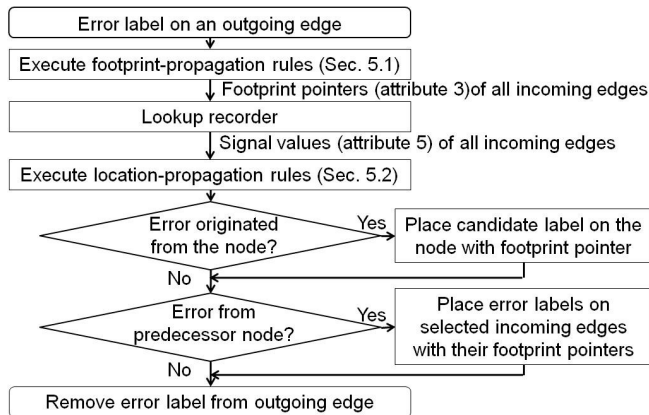 Error label on an outgoing edge
Execute footprint-propagation rules (Sec. 5.1)
Footprint pointers (attribute 3)of all incoming edges
Lookup recorder
Signal values (attribute 5) of all incoming edges
Execute location-propagation rules (Sec. 5.2)
Error originated
from the node?
Yes
Place candidate label on the
node with footprint pointer
No
Error from
predecessor node?
Yes
Place error labels on
selected incoming edges
with their footprint pointers
No
Remove error label from outgoing edge